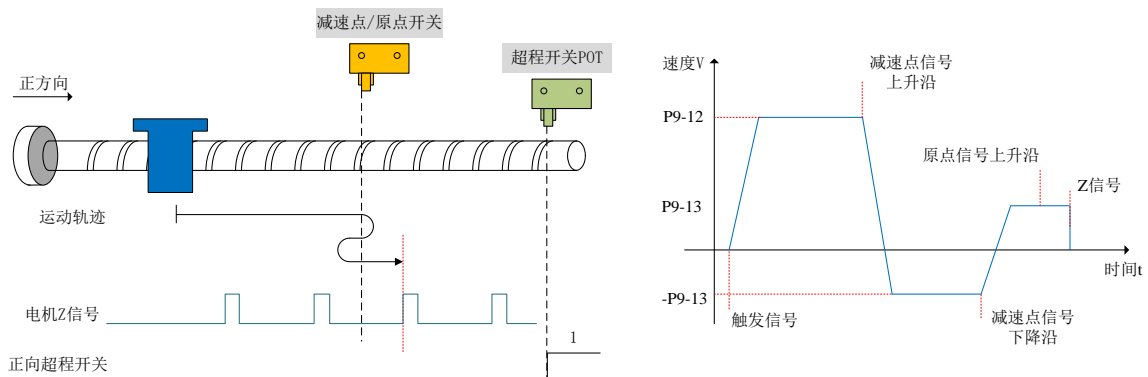 减速点/原点开关
超程开关POT
正方向
运动轨迹
电机Z信号
正向超程开关
1
速度V
减速点信号
上升沿
P9-12
原点信号上升沿
Z信号
P9-13
时间t
-P9-13
触发信号
减速点信号
下降沿